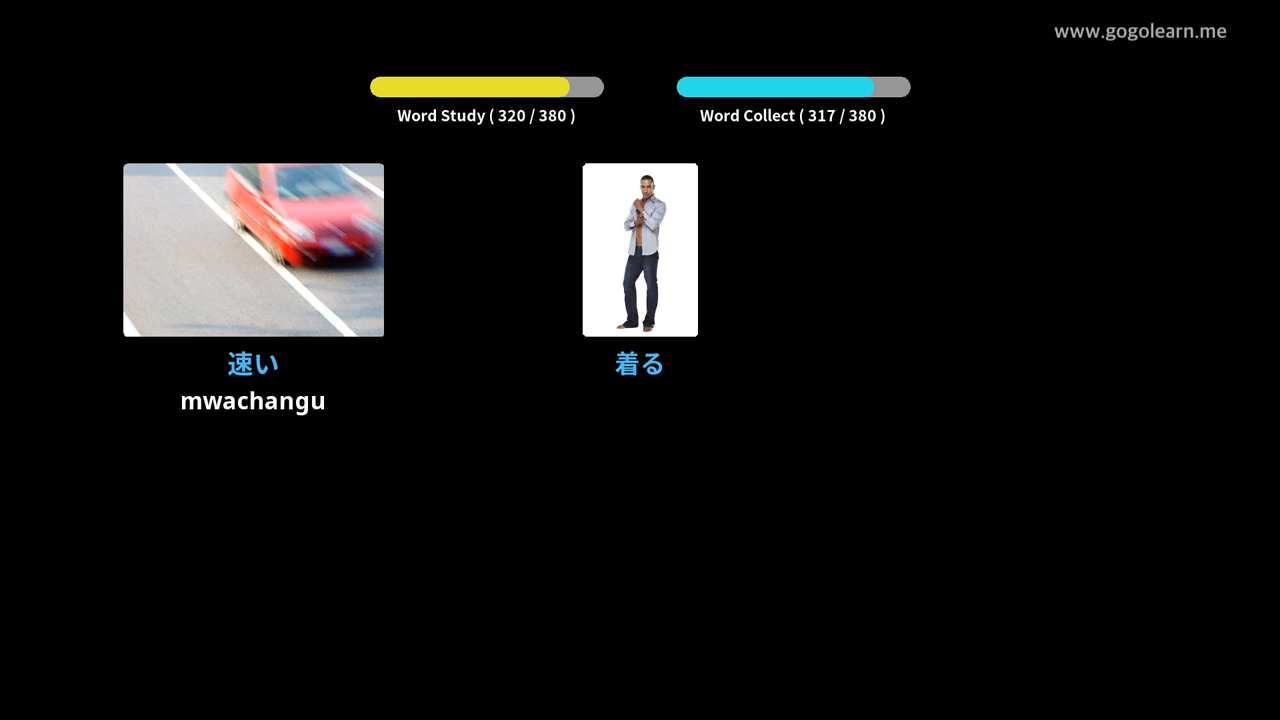 www.gogolearn.me
Word Study ( 320 / 380 )
Word Collect ( 317 / 380 )
速い
mwachangu
着る